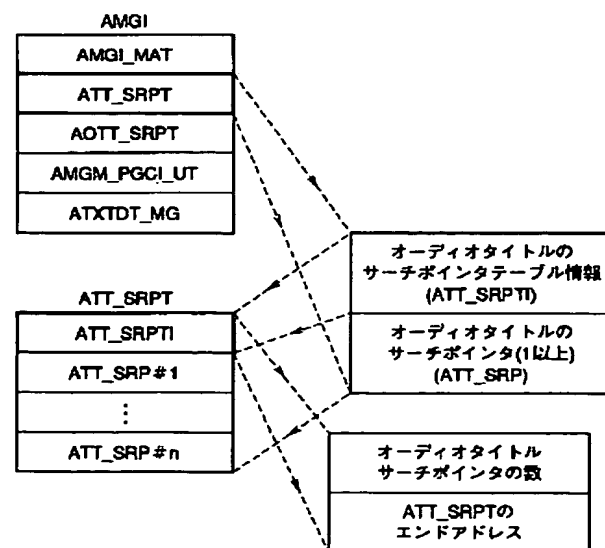 AMGI
AMGI_MAT
ATT_SRPT
AOTT_SRPT
AMGM_PGCI_UT
ATXTDT_MG
オーディオタイトルの
サーチポインタテーブル情報
(ATT_SRPTI)
オーディオタイトルの
サーチポインタ(1以上)
(ATT_SRP)
ATT_SRPT
ATT_SRPTI
ATT_SRP#1
⋮
ATT_SRP#n
オーディオタイトル
サーチポインタの数
ATT_SRPTの
エンドアドレス